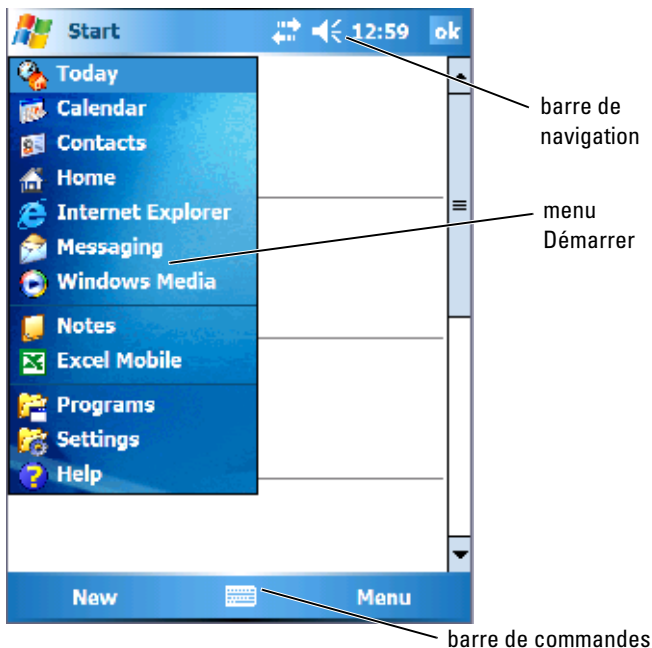 Start 12:59 ok
Today
Calendar
Contacts
Home
Internet Explorer
Messaging
Windows Media
Notes
Excel Mobile
Programs
Settings
Help
New Menu
barre de
navigation
menu
Démarrer
barre de commandes